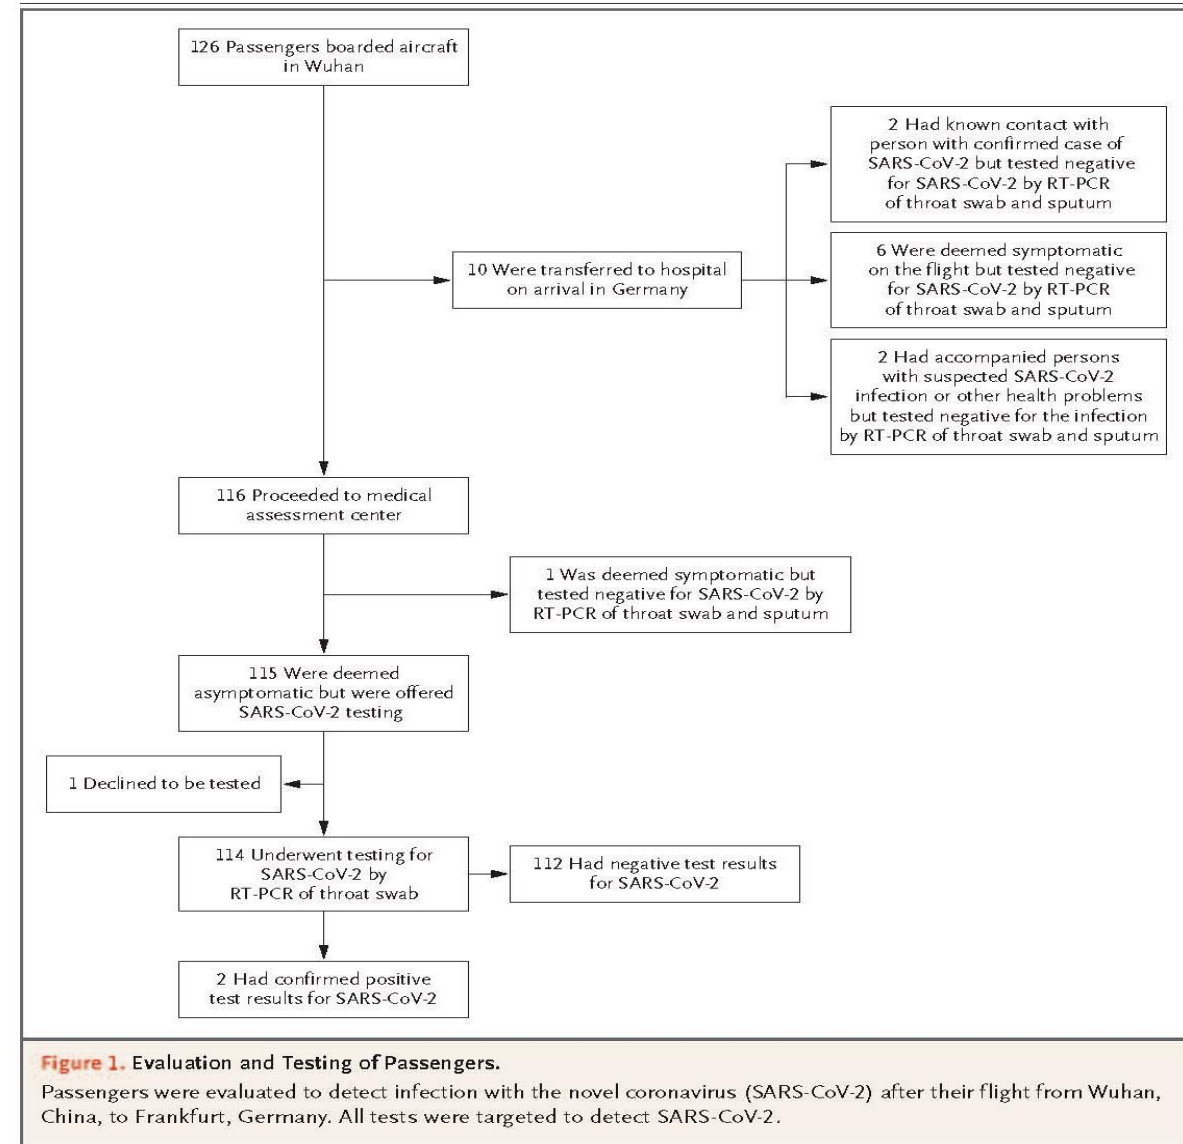 126 Passengers boarded aircraft
in Wuhan
2 Had known contact with
person with confirmed case of
SARS-CoV-2 but tested negative
for SARS-CoV-2 by RT-PCR
of throat swab and sputum
10 Were transferred to hospital
on arrival in Germany
6 Were deemed symptomatic
on the flight but tested negative
for SARS-CoV-2 by RT-PCR
of throat swab and sputum
2 Had accompanied persons
with suspected SARS-CoV-2
infection or other health problems
but tested negative for the infection
by RT-PCR of throat swab and sputum
116 Proceeded to medical
assessment center
1 Was deemed symptomatic but
tested negative for SARS-CoV-2 by
RT-PCR of throat swab and sputum
115 Were deemed
asymptomatic but were offered
SARS-CoV-2 testing
1 Declined to be tested
114 Underwent testing for
SARS-CoV-2 by
RT-PCR of throat swab
112 Had negative test results
for SARS-CoV-2
2 Had confirmed positive
test results for SARS-CoV-2
Figure 1. Evaluation and Testing of Passengers.
Passengers were evaluated to detect infection with the novel coronavirus (SARS-CoV-2) after their flight from Wuhan,
China, to Frankfurt, Germany. All tests were targeted to detect SARS-CoV-2.